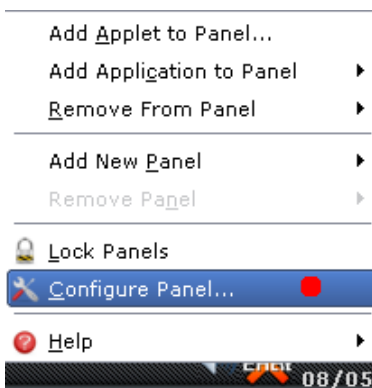 Add Applet to Panel...
Add Application to Panel
Remove From Panel
Add New Panel
Remove Panel
Lock Panels
Configure Panel...
Help
08/05